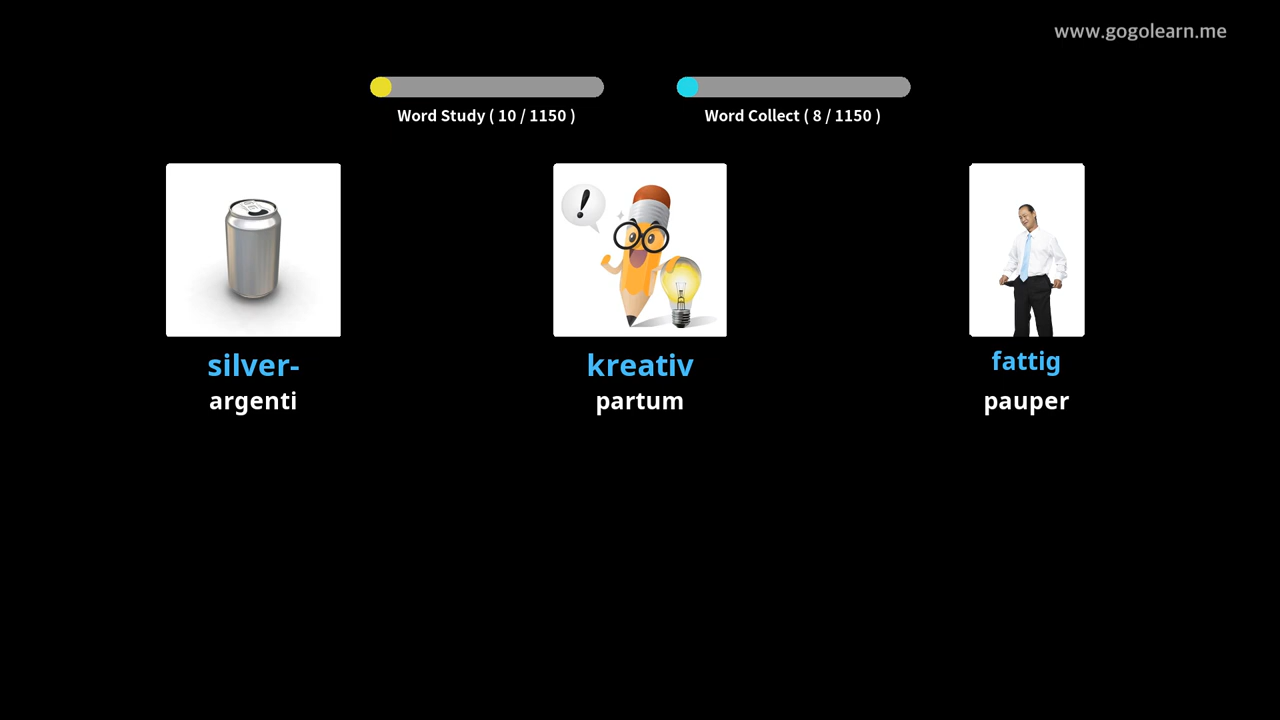 www.gogolearn.me
Word Study ( 10 / 1150 )
Word Collect ( 8 / 1150 )
!
silver-
argenti
kreativ
partum
fattig
pauper